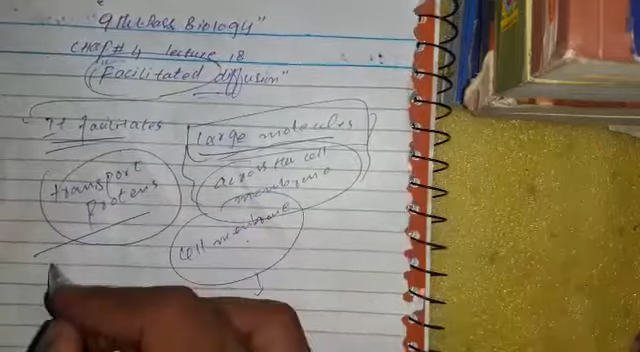 "9th class Biology"
Chap# 4 lecture 18
"Facilitated diffusion"
It facilitates
Large molecules
across the cell
membrane
transport
proteins
cell membrane